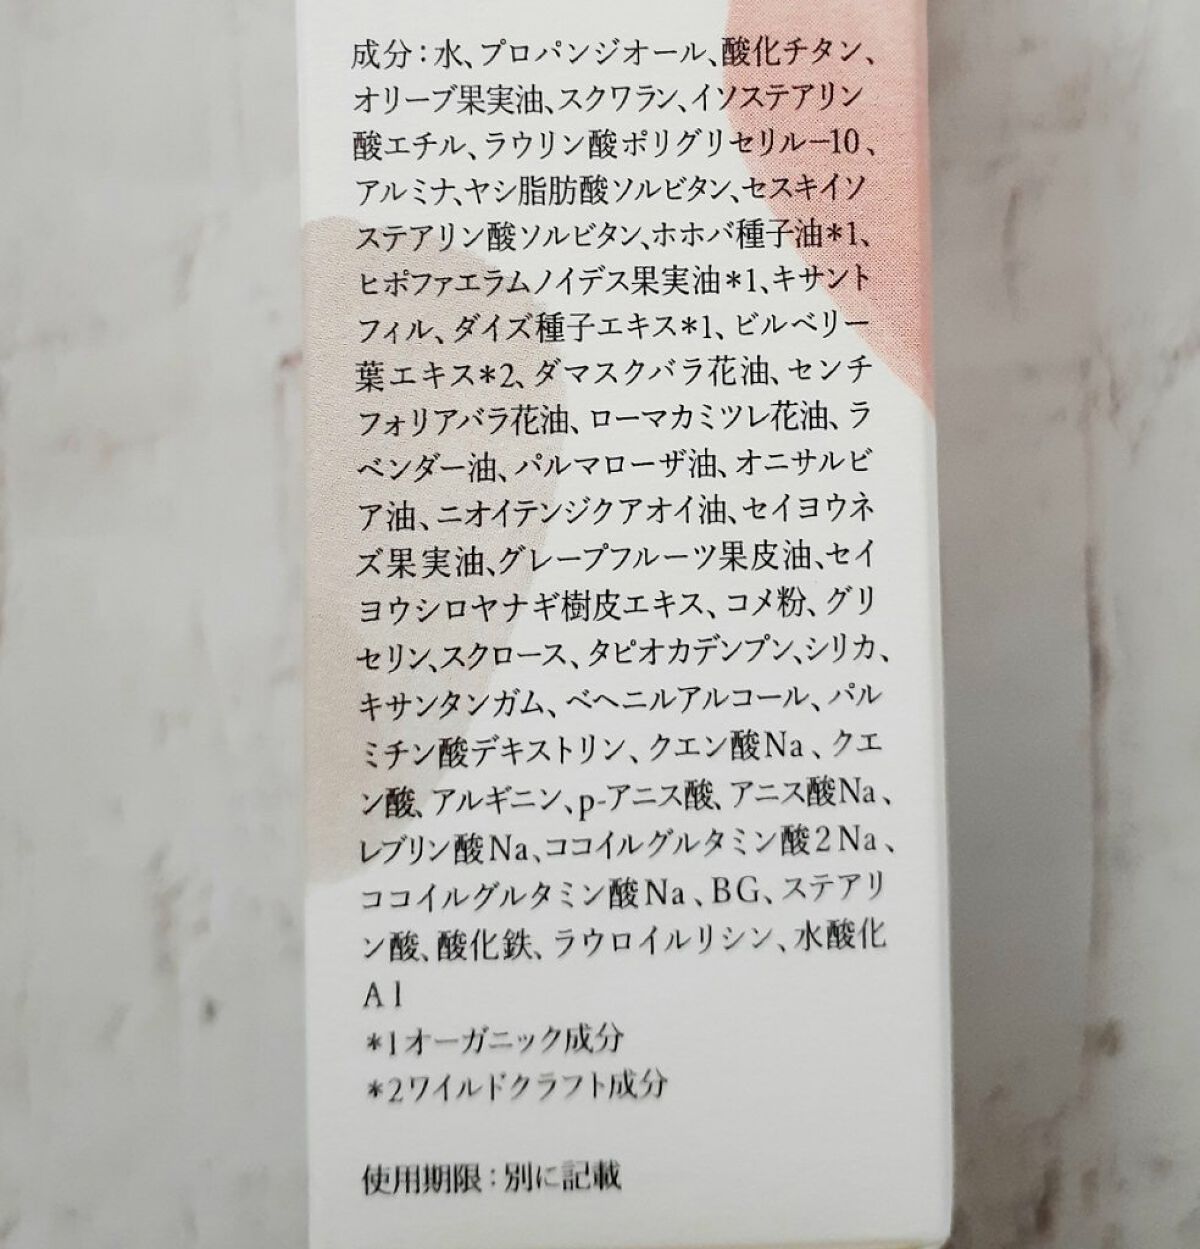 成分：水、プロパンジオール、酸化チタン、
オリーブ果実油、スクワラン、イソステアリン
酸エチル、ラウリン酸ポリグリセリル－10、
アルミナ、ヤシ脂肪酸ソルビタン、セスキイソ
ステアリン酸ソルビタン、ホホバ種子油*1、
ヒポファエラムノイデス果実油*1、キサント
フィル、ダイズ種子エキス*1、ビルベリー
葉エキス*2、ダマスクバラ花油、センチ
フォリアバラ花油、ローマカミツレ花油、ラ
ベンダー油、パルマローザ油、オニサルビ
ア油、ニオイテンジクアオイ油、セイヨウネ
ズ果実油、グレープフルーツ果皮油、セイ
ヨウシロヤナギ樹皮エキス、コメ粉、グリ
セリン、スクロース、タピオカデンプン、シリカ、
キサンタンガム、ベヘニルアルコール、パル
ミチン酸デキストリン、クエン酸Na、クエ
ン酸、アルギニン、p-アニス酸、アニス酸Na、
レブリン酸Na、ココイルグルタミン酸2Na、
ココイルグルタミン酸Na、BG、ステアリ
ン酸、酸化鉄、ラウロイルリシン、水酸化
Al
*1オーガニック成分
*2ワイルドクラフト成分
使用期限：別に記載